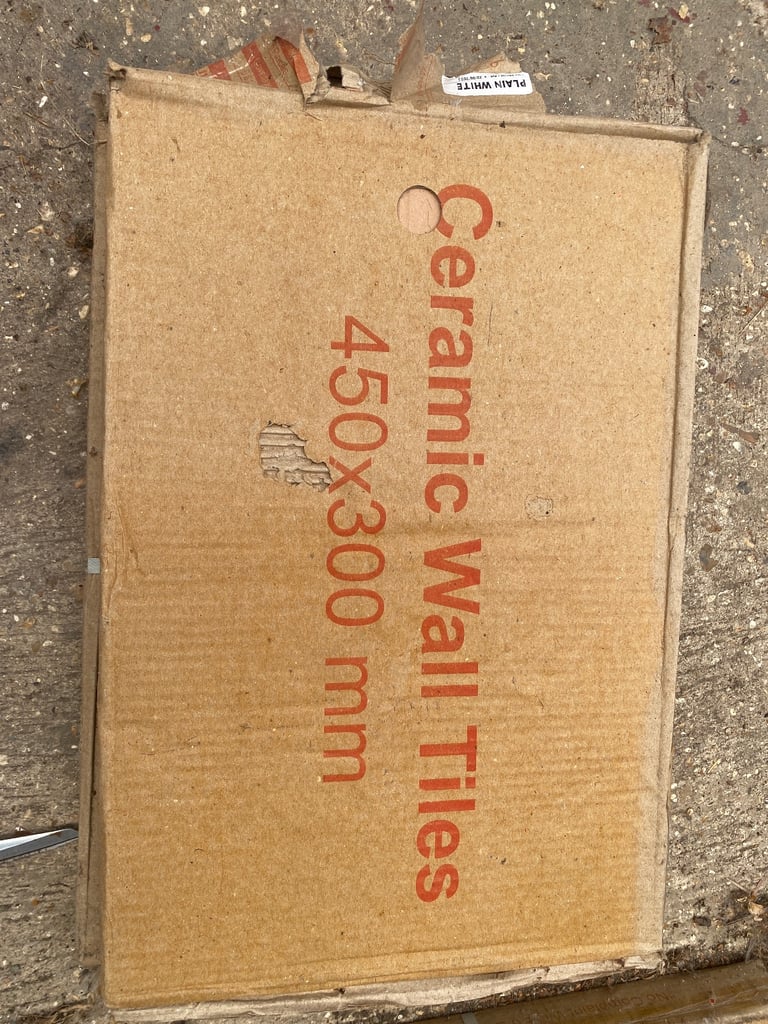 Ceramic Wall Tiles
450x300 mm
PLAIN WHITE